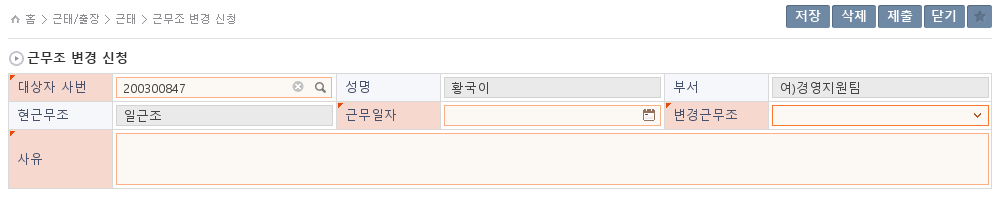 홈 > 근태/출장 > 근태 > 근무조 변경 신청
저장 삭제 제출 닫기
근무조 변경 신청
대상자 사번 200300847 성명 황국이 부서 여)경영지원팀
현근무조 일근조 근무일자 변경근무조
사유